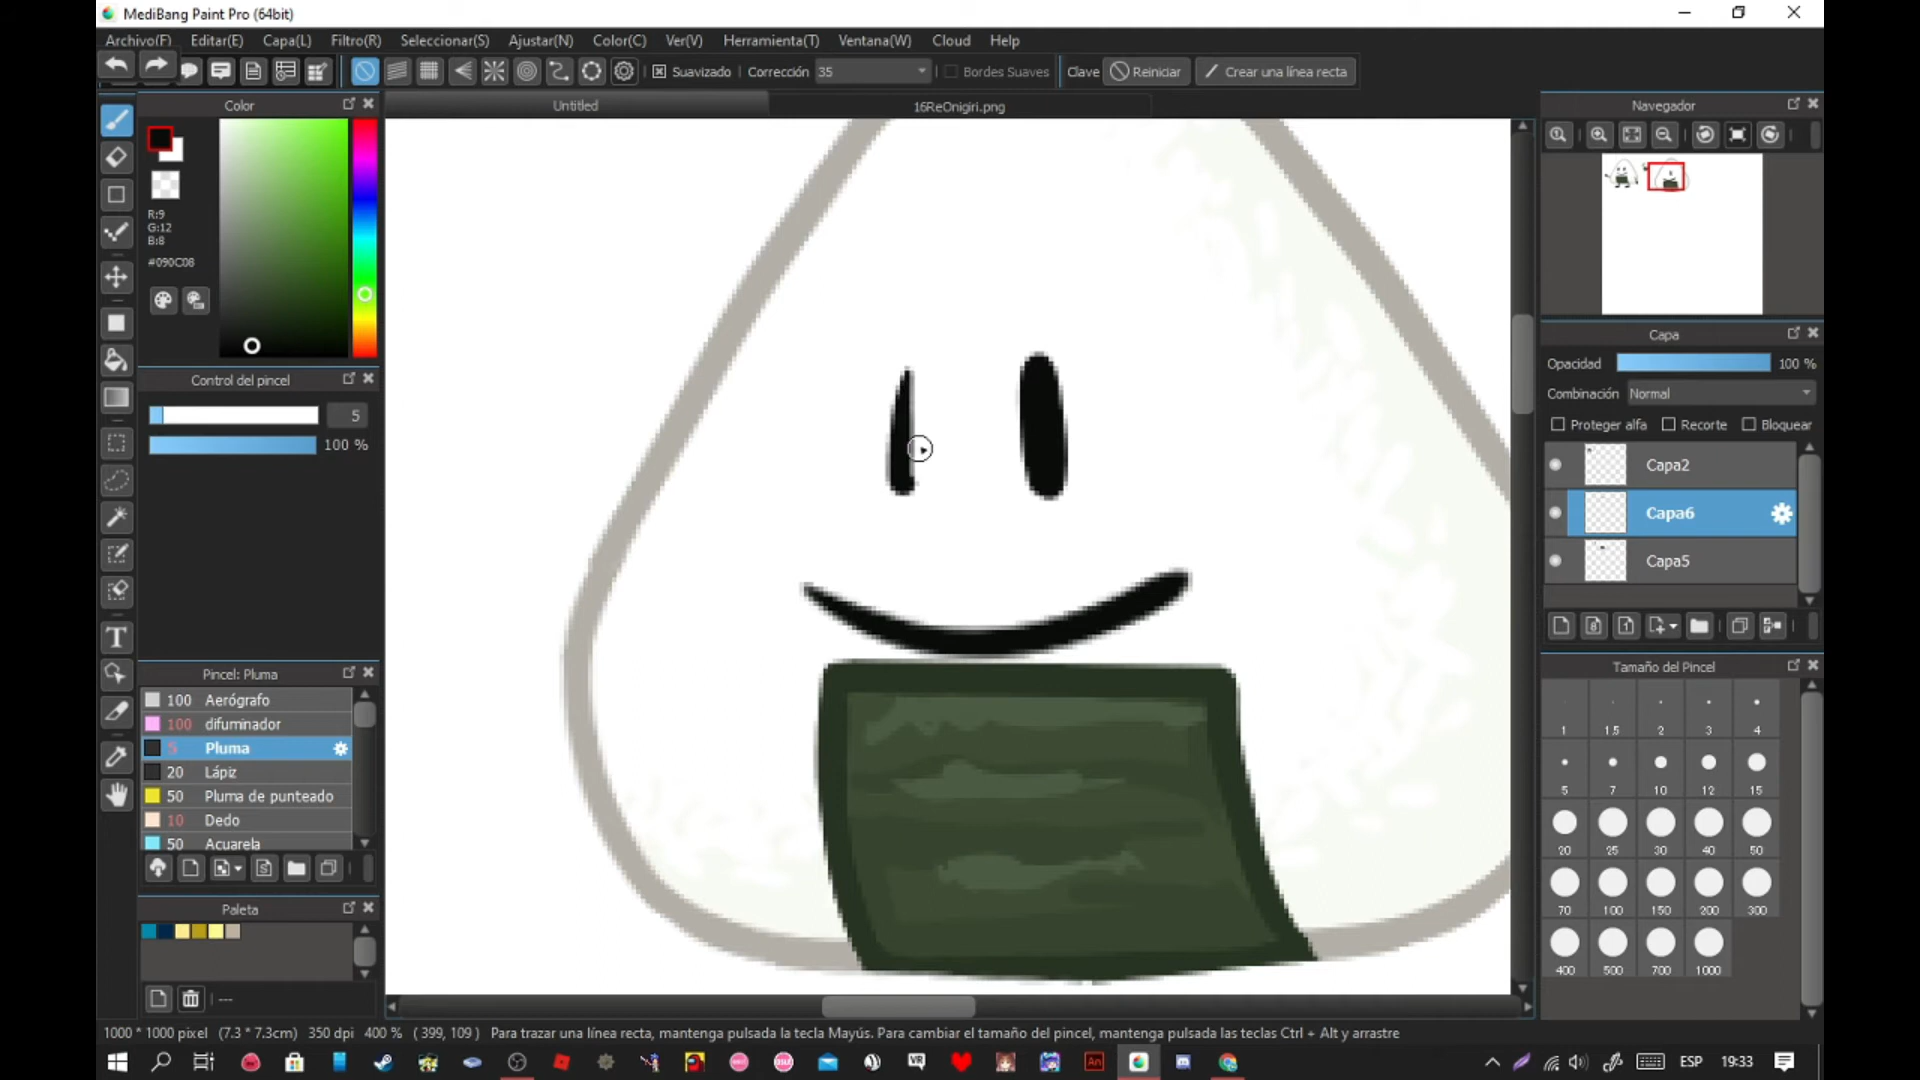 MediBang Paint Pro (64bit)
Archivo(F) Editar(E) Capa(L) Filtro(R) Seleccionar(S) Ajustar(N) Color(C) Ver(V) Herramienta(T) Ventana(W) Cloud Help
Suavizado Corrección 35 Bordes Suaves Clave Reiniciar Crear una línea recta
Color
Untitled
16ReOnigiri.png
Navegador
R:9
G:12
B:8
#090C08
Control del pincel
5
100 %
Capa
Opacidad 100 %
Combinación Normal
Proteger alfa Recorte Bloquear
Capa2
Capa6
Capa5
Pincel: Pluma
100 Aerógrafo
100 difuminador
5 Pluma
20 Lápiz
50 Pluma de punteado
10 Dedo
50 Acuarela
Tamaño del Pincel
1 1.5 2 3 4
5 7 10 12 15
20 25 30 40 50
70 100 150 200 300
400 500 700 1000
Paleta
---
1000 * 1000 pixel (7.3 * 7.3cm) 350 dpi 400 % ( 399, 109 ) Para trazar una línea recta, mantenga pulsada la tecla Mayús. Para cambiar el tamaño del pincel, mantenga pulsada las teclas Ctrl + Alt y arrastre
VR An ESP 19:33